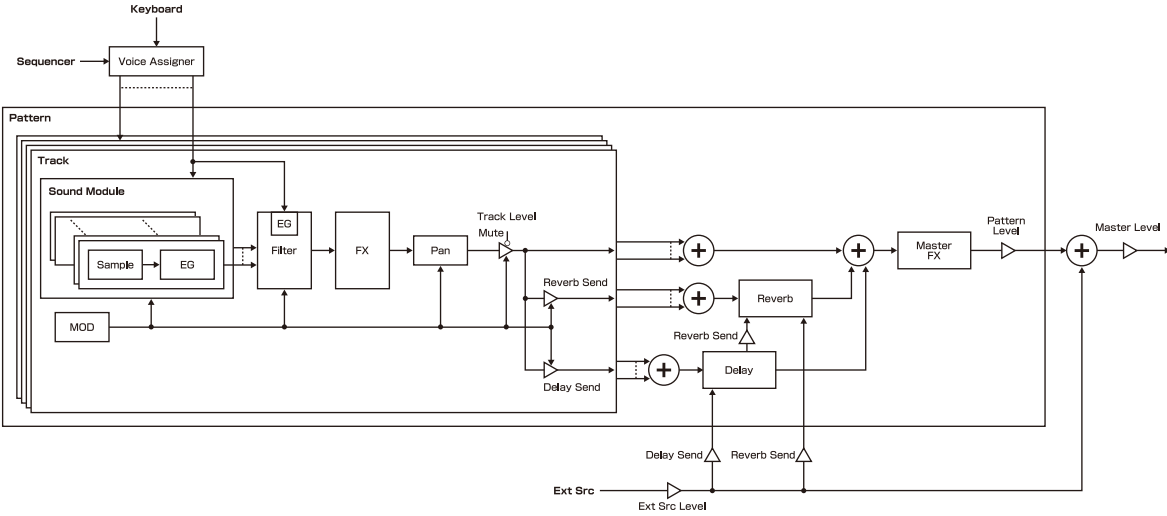 Keyboard
Sequencer
Voice Assigner
Pattern
Track
Sound Module
Sample
EG
EG
Filter
FX
Pan
Track Level
Mute
Reverb Send
Delay Send
MOD
Reverb
Reverb Send
Delay
Master
FX
Pattern
Level
Master Level
Delay Send
Reverb Send
Ext Src
Ext Src Level